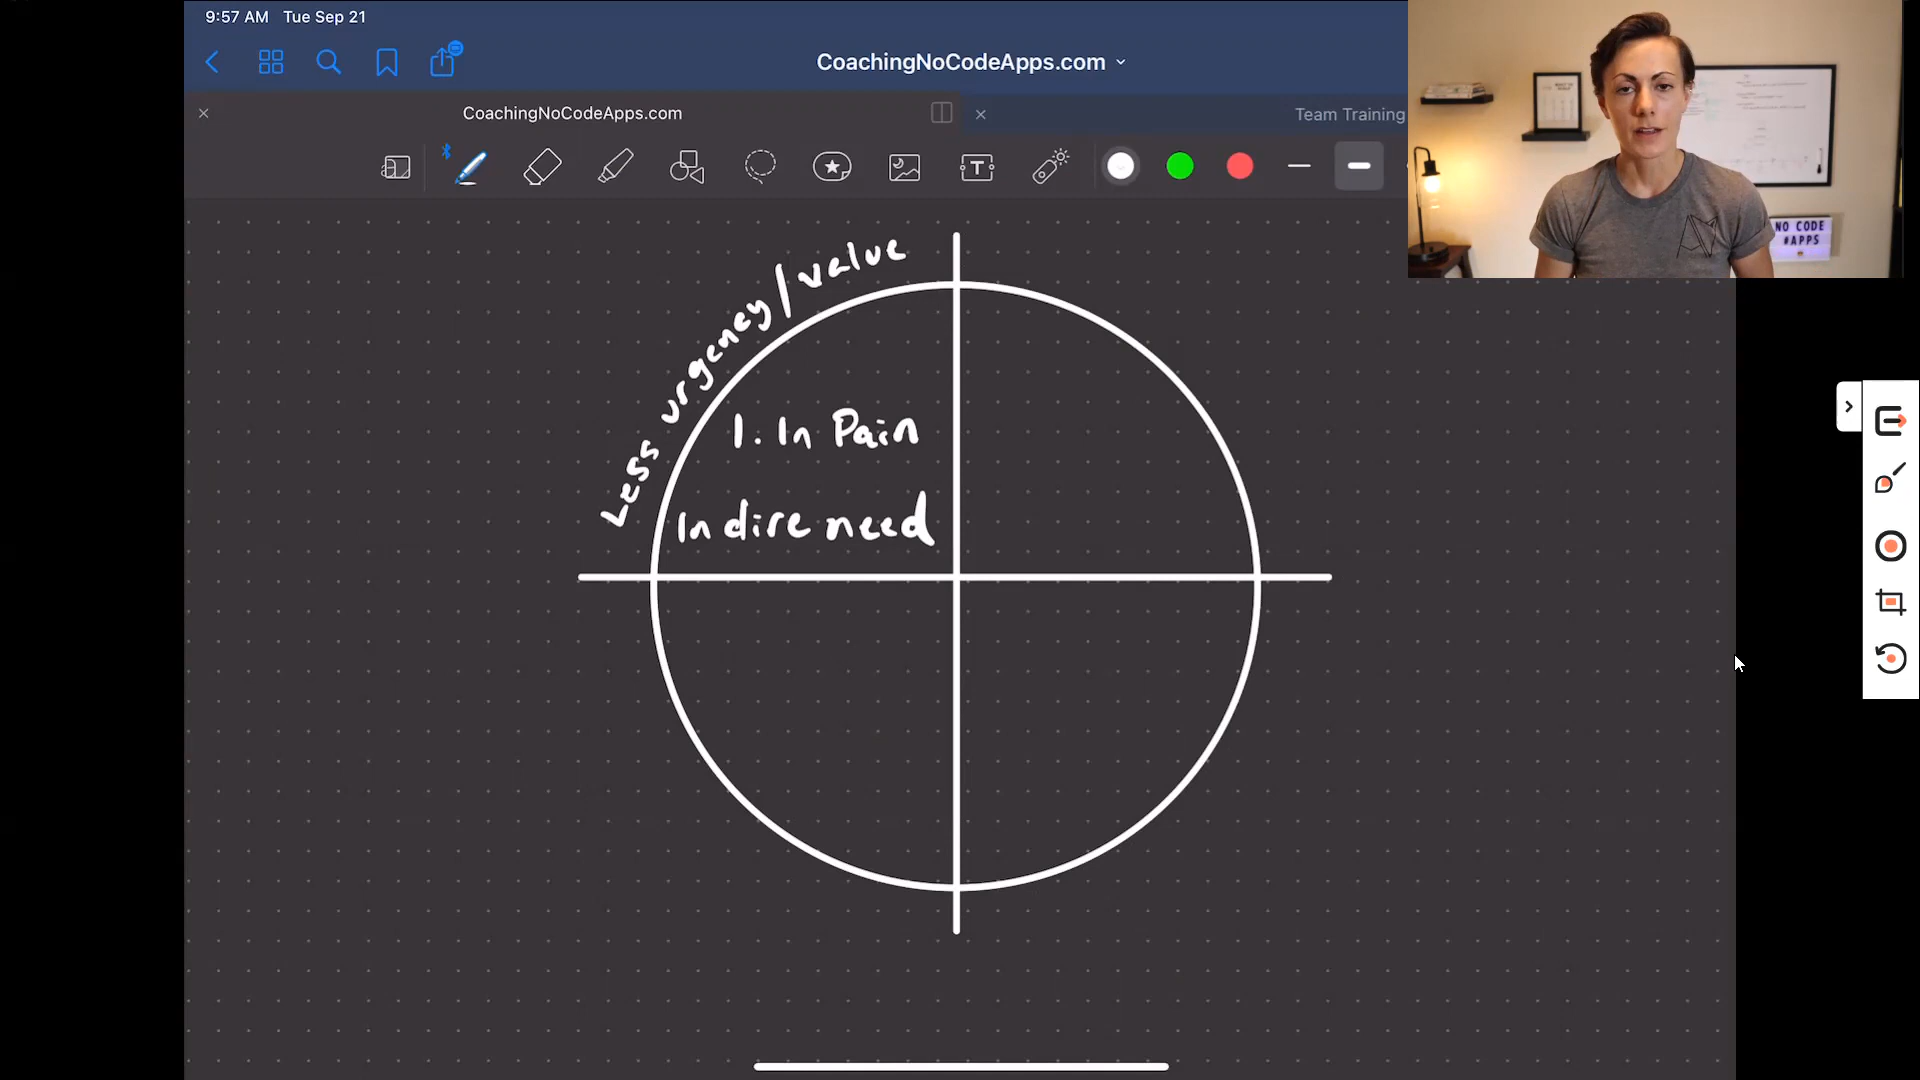 9:57 AM Tue Sep 21
CoachingNoCodeApps.com
CoachingNoCodeApps.com
Team Training
NO CODE
#APPS
Less urgency/value
1. In Pain
In dire need